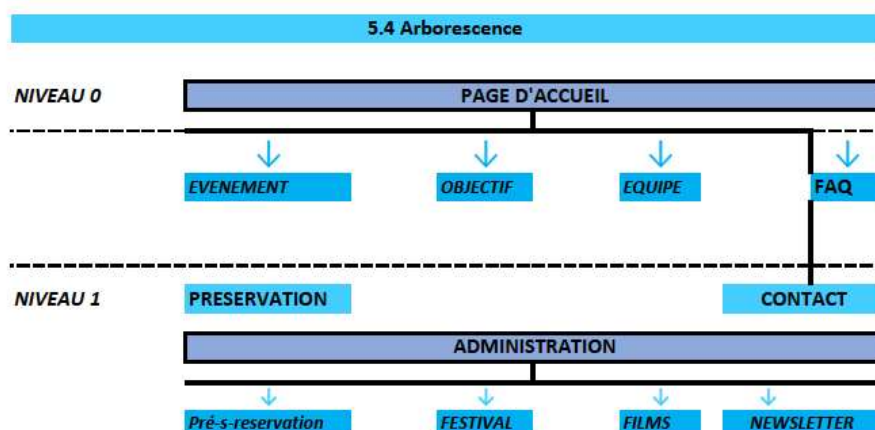 5.4 Arborescence
NIVEAU 0
PAGE D'ACCUEIL
EVENEMENT
OBJECTIF
EQUIPE
FAQ
NIVEAU 1
PRESERVATION
CONTACT
ADMINISTRATION
Pré-s-reservation
FESTIVAL
FILMS
NEWSLETTER